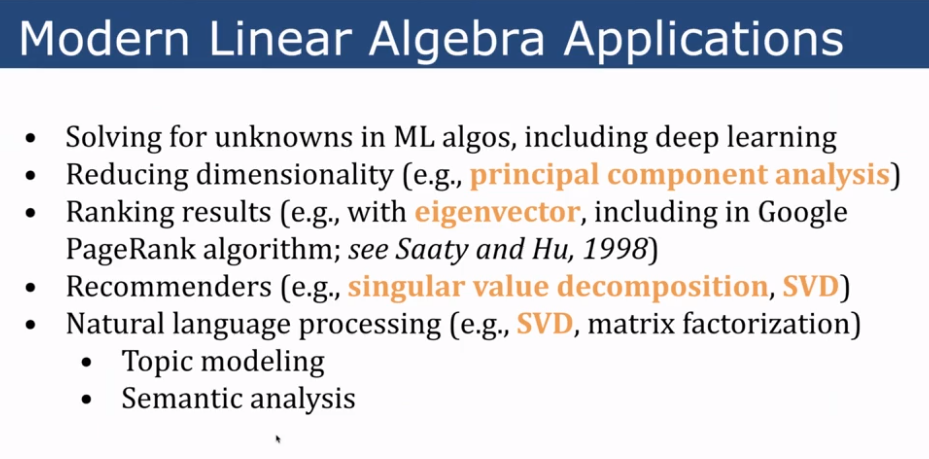 Modern Linear Algebra Applications
• Solving for unknowns in ML algos, including deep learning
• Reducing dimensionality (e.g., principal component analysis)
• Ranking results (e.g., with eigenvector, including in Google
PageRank algorithm; see Saaty and Hu, 1998)
• Recommenders (e.g., singular value decomposition, SVD)
• Natural language processing (e.g., SVD, matrix factorization)
• Topic modeling
• Semantic analysis